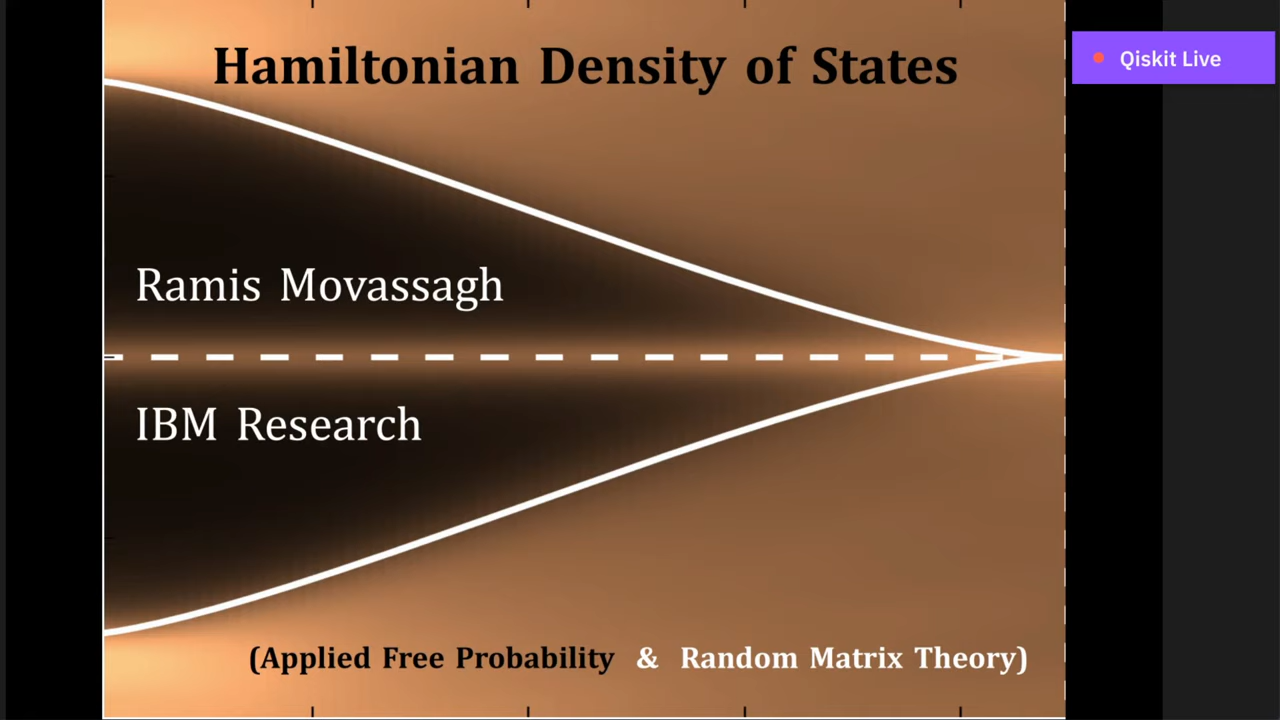 Hamiltonian Density of States
Qiskit Live
Ramis Movassagh
IBM Research
(Applied Free Probability & Random Matrix Theory)